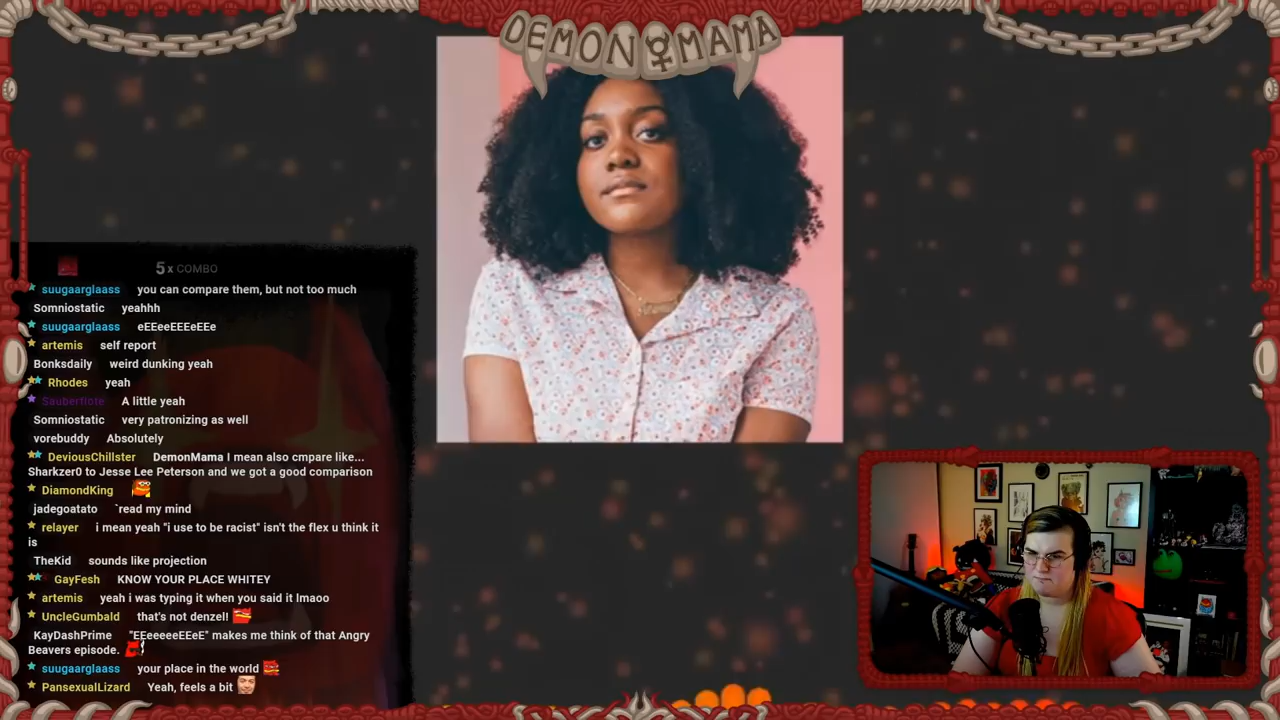 DEMON MAMA
5 x COMBO
suugaarglaass you can compare them, but not too much
Somniostatic yeahhh
suugaarglaass eEEeeEEEeEEe
artemis self report
Bonksdaily weird dunking yeah
Rhodes yeah
Sauberflote A little yeah
Somniostatic very patronizing as well
vorebuddy Absolutely
DeviousChillster DemonMama I mean also cmpare like...
Sharkzer0 to Jesse Lee Peterson and we got a good comparison
DiamondKing
jadegoatato `read my mind
relayer i mean yeah "i use to be racist" isn't the flex u think it
is
TheKid sounds like projection
GayFesh KNOW YOUR PLACE WHITEY
artemis yeah i was typing it when you said it lmaoo
UncleGumbald that's not denzel!
KayDashPrime "EEeeeeEEeE" makes me think of that Angry
Beavers episode.
suugaarglaass your place in the world
PansexualLizard Yeah, feels a bit